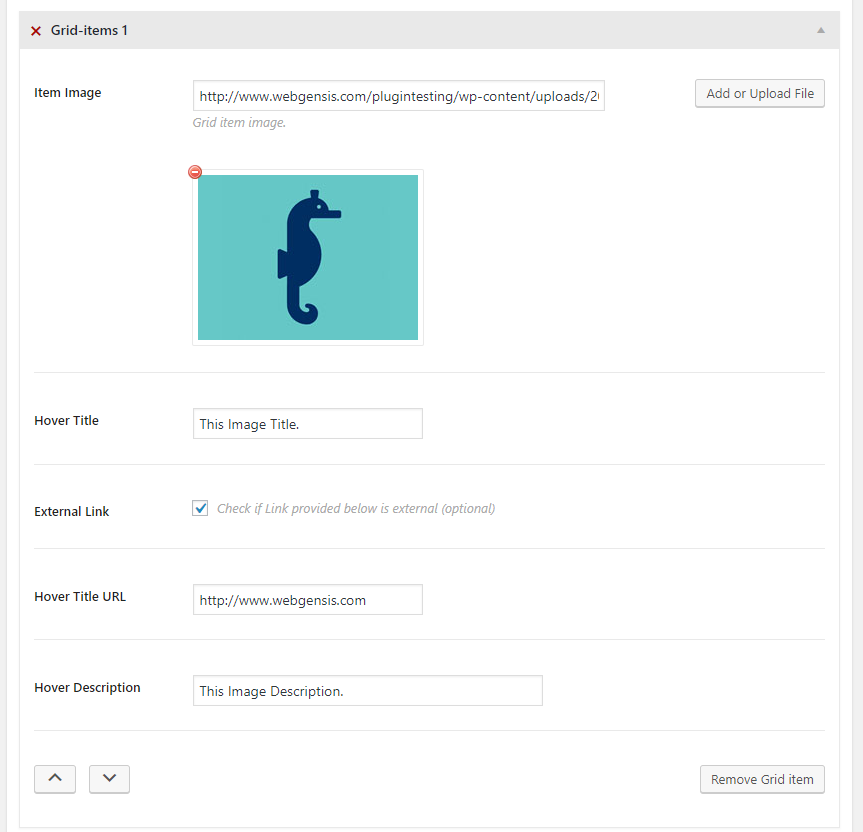 Grid-items 1
Item Image
http://www.webgensis.com/plugintesting/wp-content/uploads/2
Add or Upload File
Grid item image.
Hover Title
This Image Title.
External Link
Check if Link provided below is external (optional)
Hover Title URL
http://www.webgensis.com
Hover Description
This Image Description.
Remove Grid item